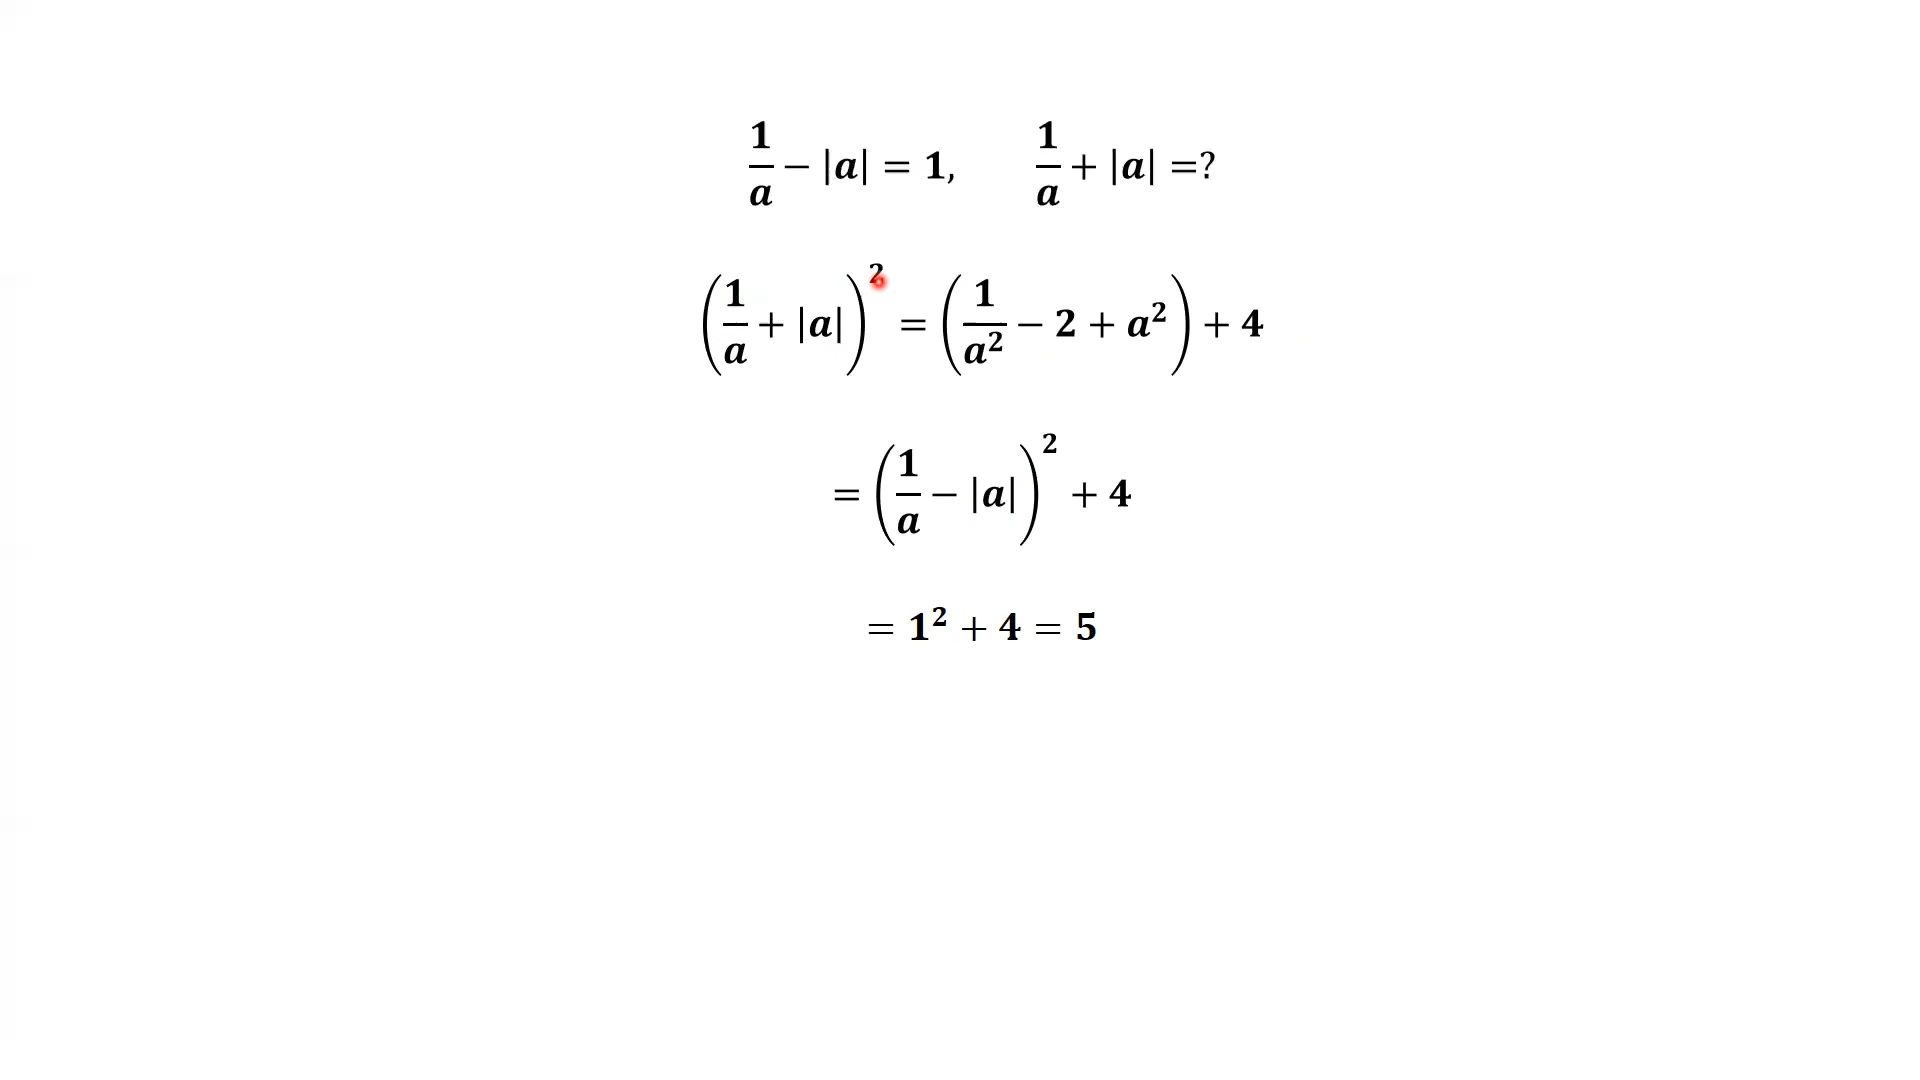 1/a − |a| = 1, 1/a + |a| =?
(1/a + |a|)² = (1/a² − 2 + a²) + 4
= (1/a − |a|)² + 4
= 1² + 4 = 5